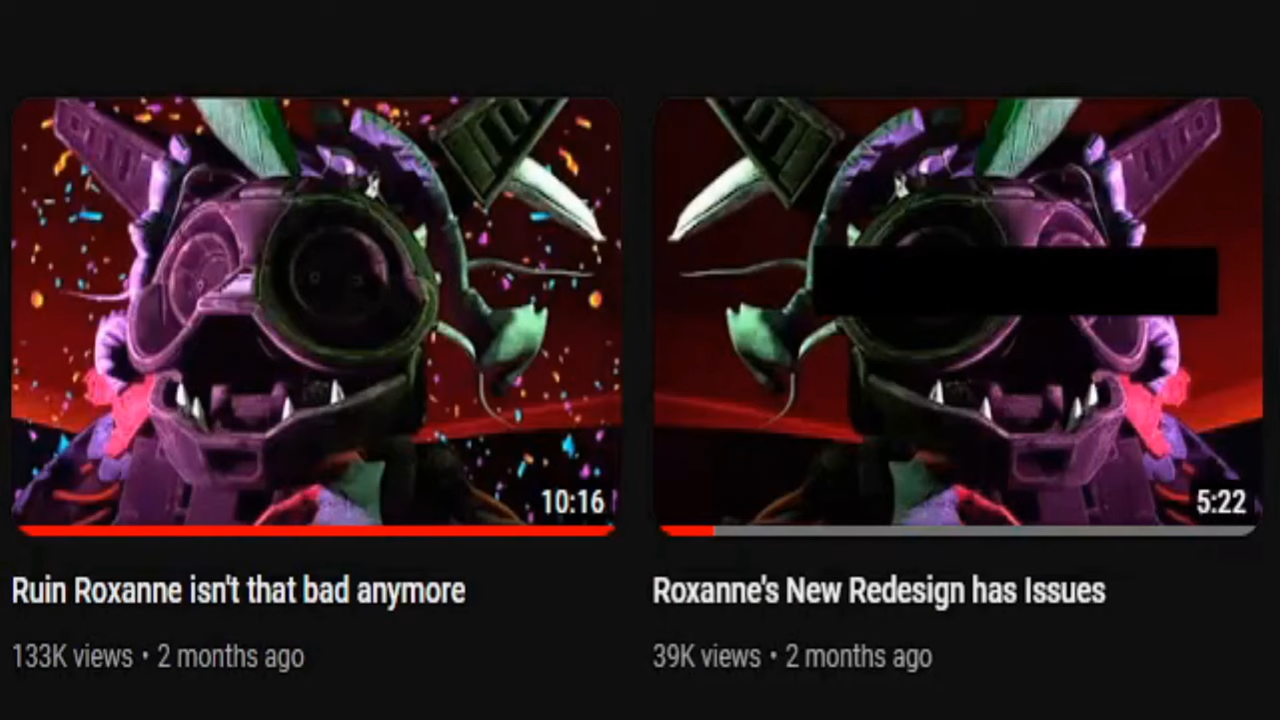 10:16
5:22
Ruin Roxanne isn't that bad anymore
Roxanne's New Redesign has Issues
133K views • 2 months ago
39K views • 2 months ago